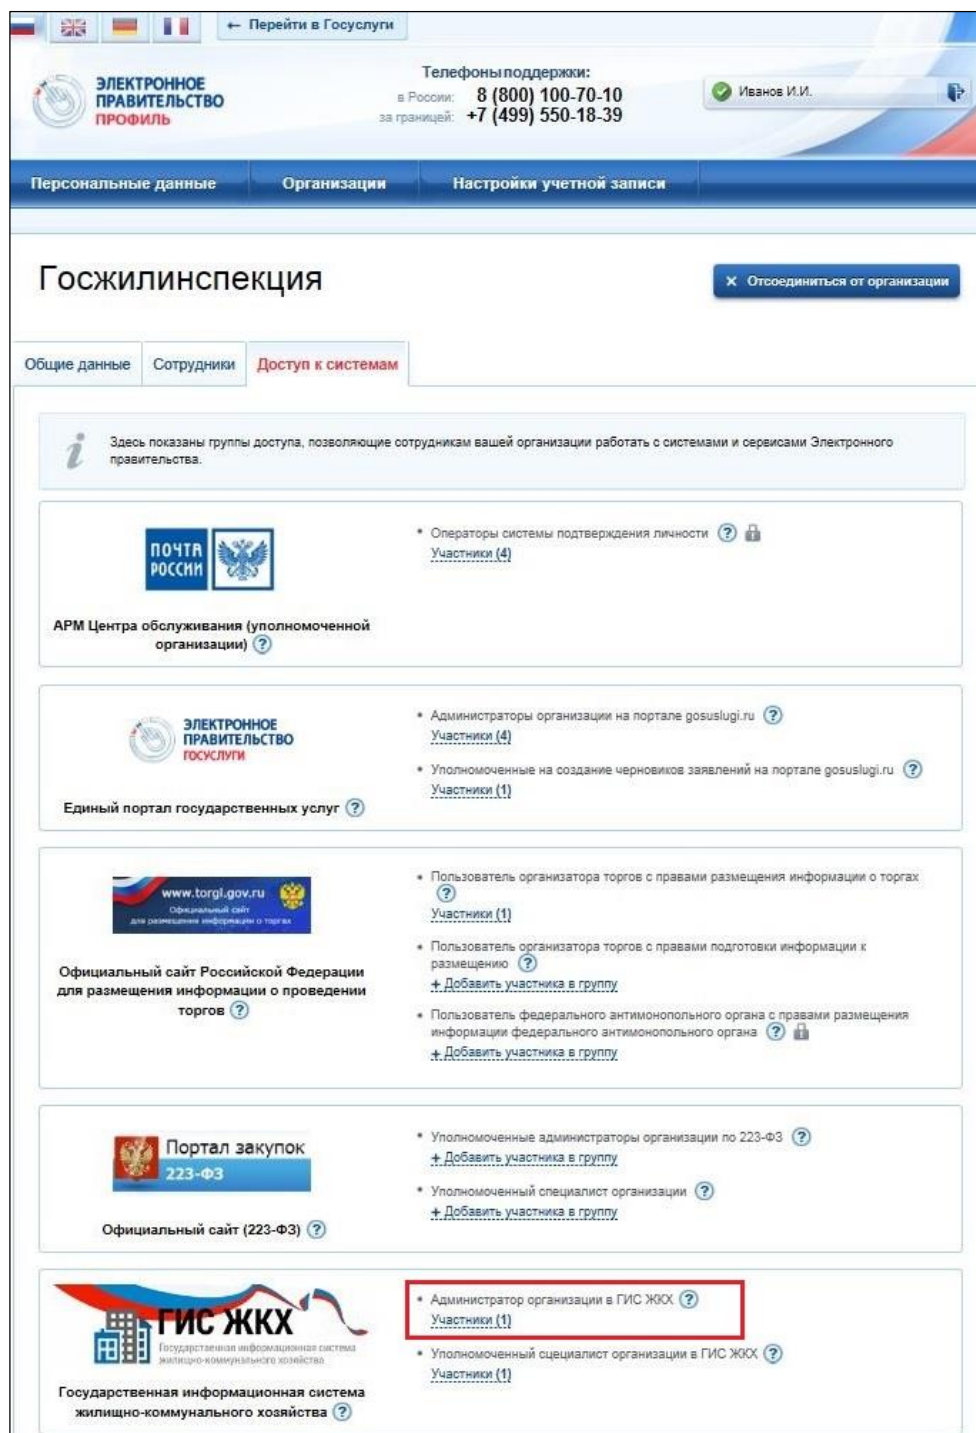 ← Перейти в Госуслуги
ЭЛЕКТРОННОЕ
ПРАВИТЕЛЬСТВО
ПРОФИЛЬ
Телефоны поддержки:
в России: 8 (800) 100-70-10
за границей: +7 (499) 550-18-39
Иванов И.И.
Персональные данные Организации Настройки учетной записи
Госжилинспекция
× Отсоединиться от организации
Общие данные Сотрудники Доступ к системам
Здесь показаны группы доступа, позволяющие сотрудникам вашей организации работать с системами и сервисами Электронного
правительства.
ПОЧТА
РОССИИ
АРМ Центра обслуживания (уполномоченной
организации) ?
• Операторы системы подтверждения личности ?
Участники (4)
ЭЛЕКТРОННОЕ
ПРАВИТЕЛЬСТВО
ГОСУСЛУГИ
Единый портал государственных услуг ?
• Администраторы организации на портале gosuslugi.ru ?
Участники (4)
• Уполномоченные на создание черновиков заявлений на портале gosuslugi.ru ?
Участники (1)
www.torgi.gov.ru
Официальный сайт
для размещения информации о торгах
Официальный сайт Российской Федерации
для размещения информации о проведении
торгов ?
• Пользователь организатора торгов с правами размещения информации о торгах
?
Участники (1)
• Пользователь организатора торгов с правами подготовки информации к
размещению ?
+ Добавить участника в группу
• Пользователь федерального антимонопольного органа с правами размещения
информации федерального антимонопольного органа ?
+ Добавить участника в группу
Портал закупок
223-ФЗ
Официальный сайт (223-ФЗ) ?
• Уполномоченные администраторы организации по 223-ФЗ ?
+ Добавить участника в группу
• Уполномоченный специалист организации ?
+ Добавить участника в группу
ГИС ЖКХ
Государственная информационная система
жилищно-коммунального хозяйства
Государственная информационная система
жилищно-коммунального хозяйства ?
• Администратор организации в ГИС ЖКХ ?
Участники (1)
• Уполномоченный сцециалист организации в ГИС ЖКХ ?
Участники (1)